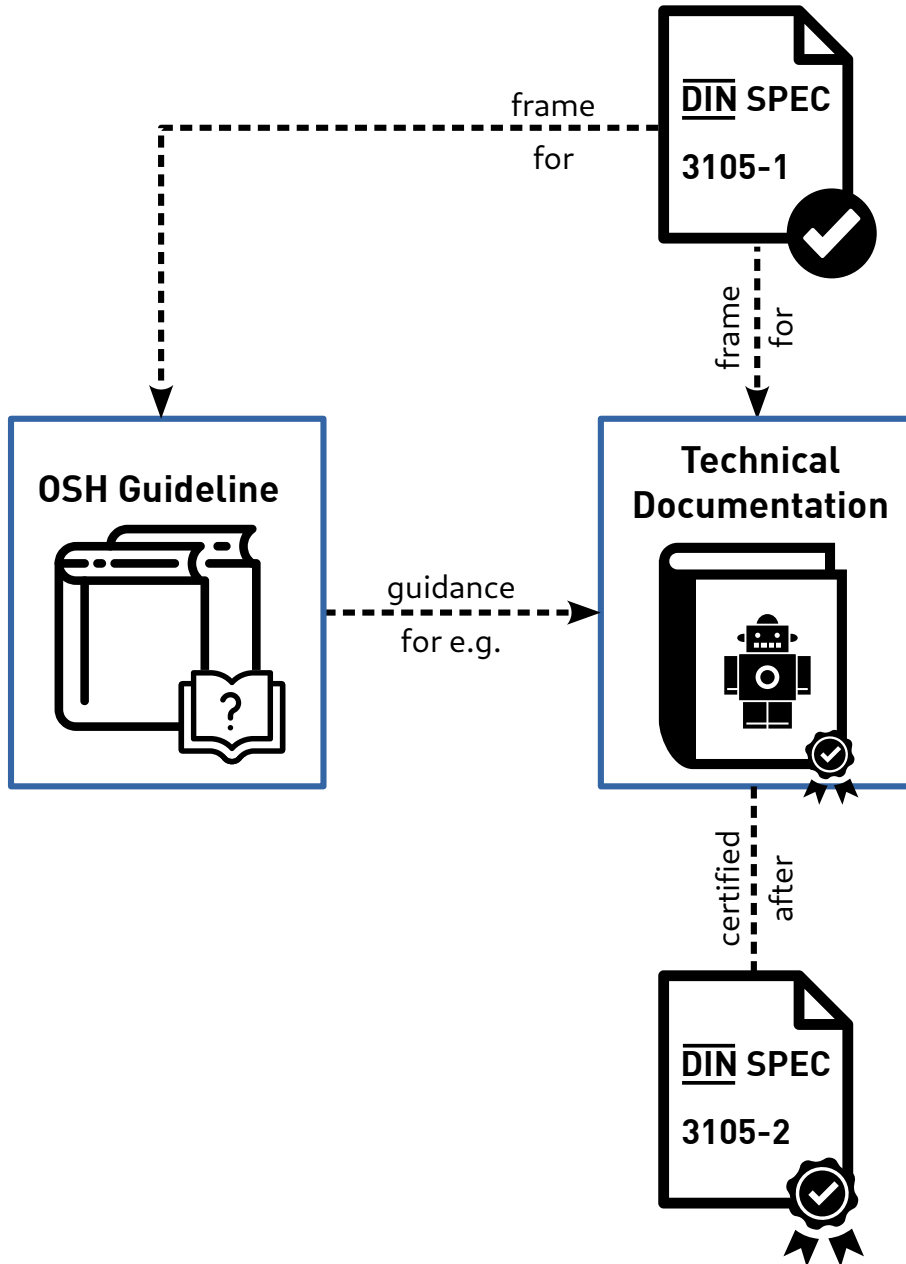 DIN SPEC
3105-1
frame
for
frame
for
OSH Guideline
?
guidance
for e.g.
Technical
Documentation
certified
after
DIN SPEC
3105-2